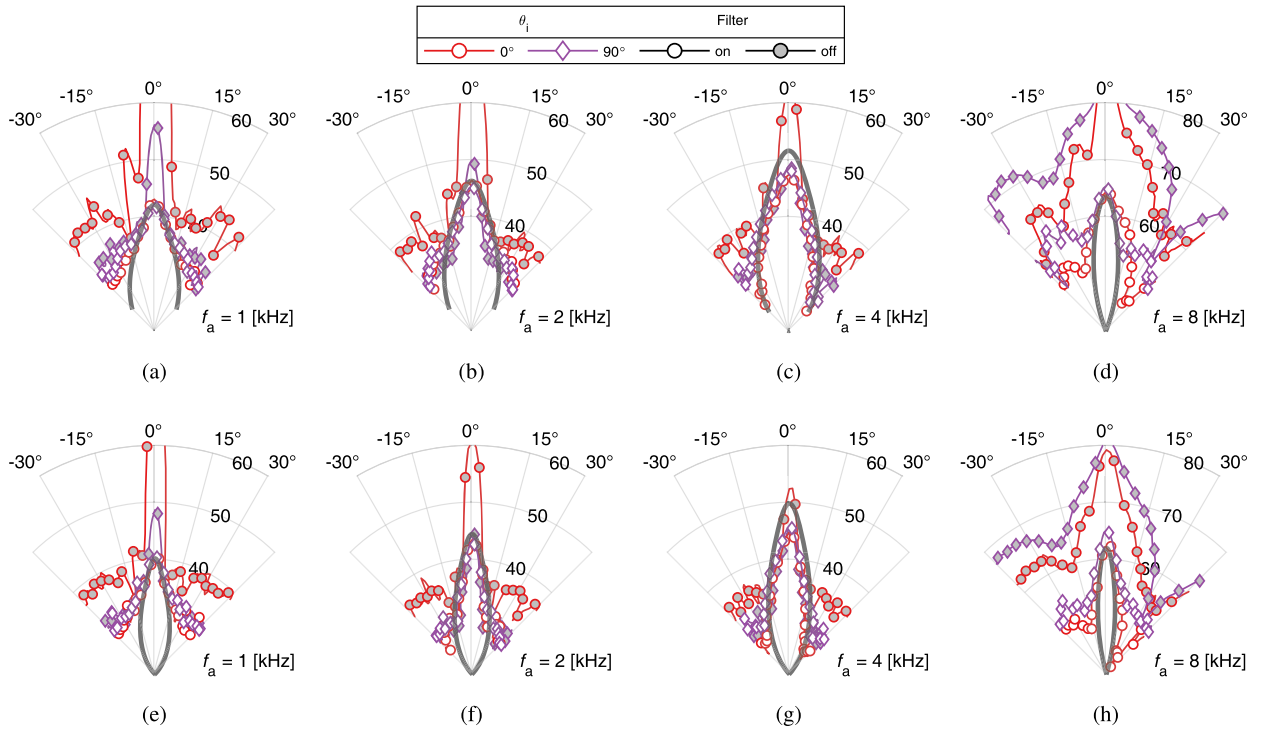 θi Filter
0° 90° on off
0° 0° 0° 0°
-15° 15° -15° 15° -15° 15° -15° 15°
-30° 60 30° -30° 60 30° -30° 60 30° -30° 80 30°
50 50 50 70
40 40 60
fa = 1 [kHz] fa = 2 [kHz] fa = 4 [kHz] fa = 8 [kHz]
(a) (b) (c) (d)
0° 0° 0° 0°
-15° 15° -15° 15° -15° 15° -15° 15°
-30° 60 30° -30° 60 30° -30° 60 30° -30° 80 30°
50 50 50 70
40 40 40 60
fa = 1 [kHz] fa = 2 [kHz] fa = 4 [kHz] fa = 8 [kHz]
(e) (f) (g) (h)